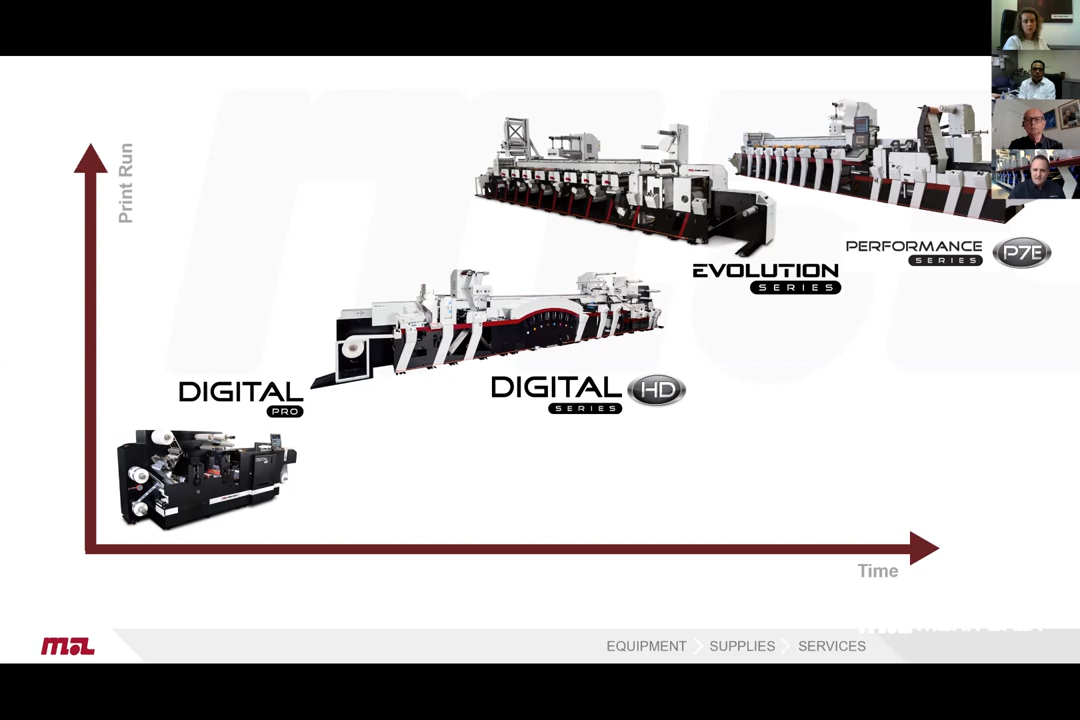 Print Run
PERFORMANCE
SERIES
P7E
EVOLUTION
SERIES
DIGITAL
SERIES
HD
DIGITAL
PRO
Time
EQUIPMENT
SUPPLIES
SERVICES